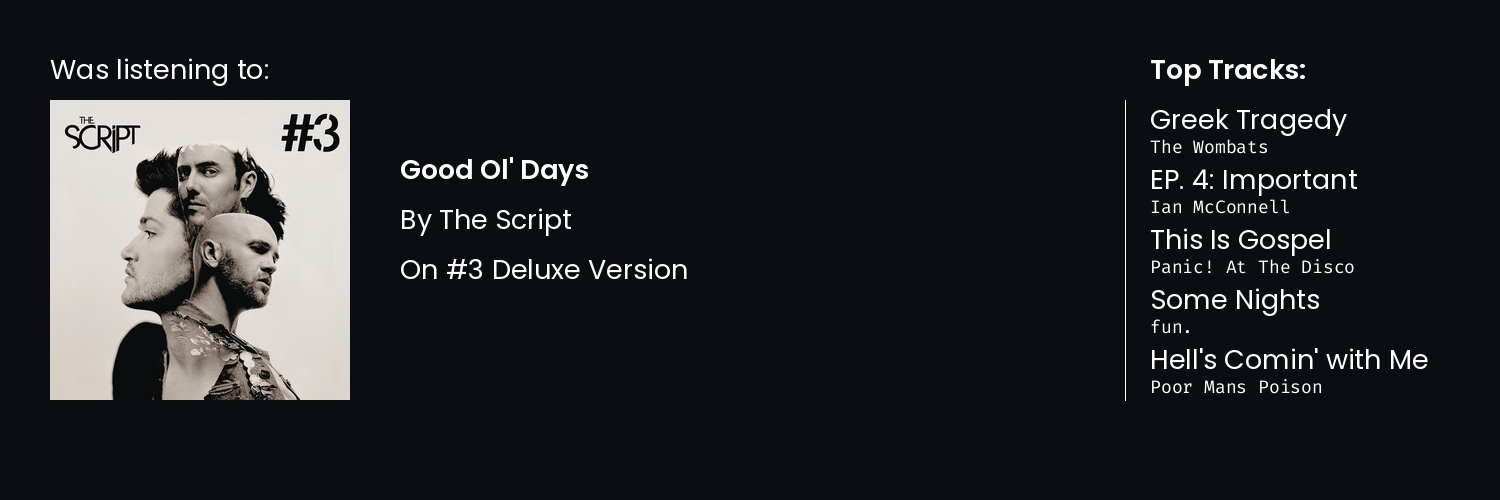 Was listening to:
THE
SCRIPT
#3
Good Ol' Days
By The Script
On #3 Deluxe Version
Top Tracks:
Greek Tragedy
The Wombats
EP. 4: Important
Ian McConnell
This Is Gospel
Panic! At The Disco
Some Nights
fun.
Hell's Comin' with Me
Poor Mans Poison